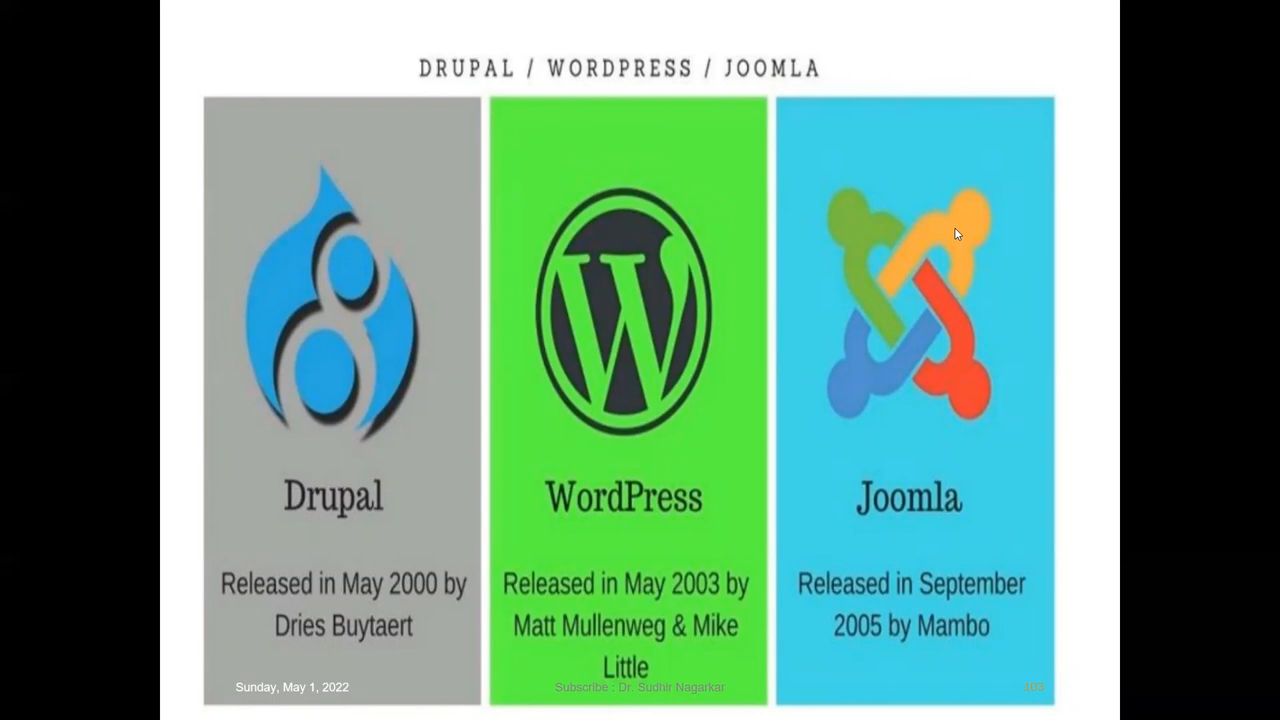 DRUPAL / WORDPRESS / JOOMLA
Drupal
Released in May 2000 by
Dries Buytaert
WordPress
Released in May 2003 by
Matt Mullenweg & Mike
Little
Joomla
Released in September
2005 by Mambo
Sunday, May 1, 2022
Subscribe : Dr. Sudhir Nagarkar